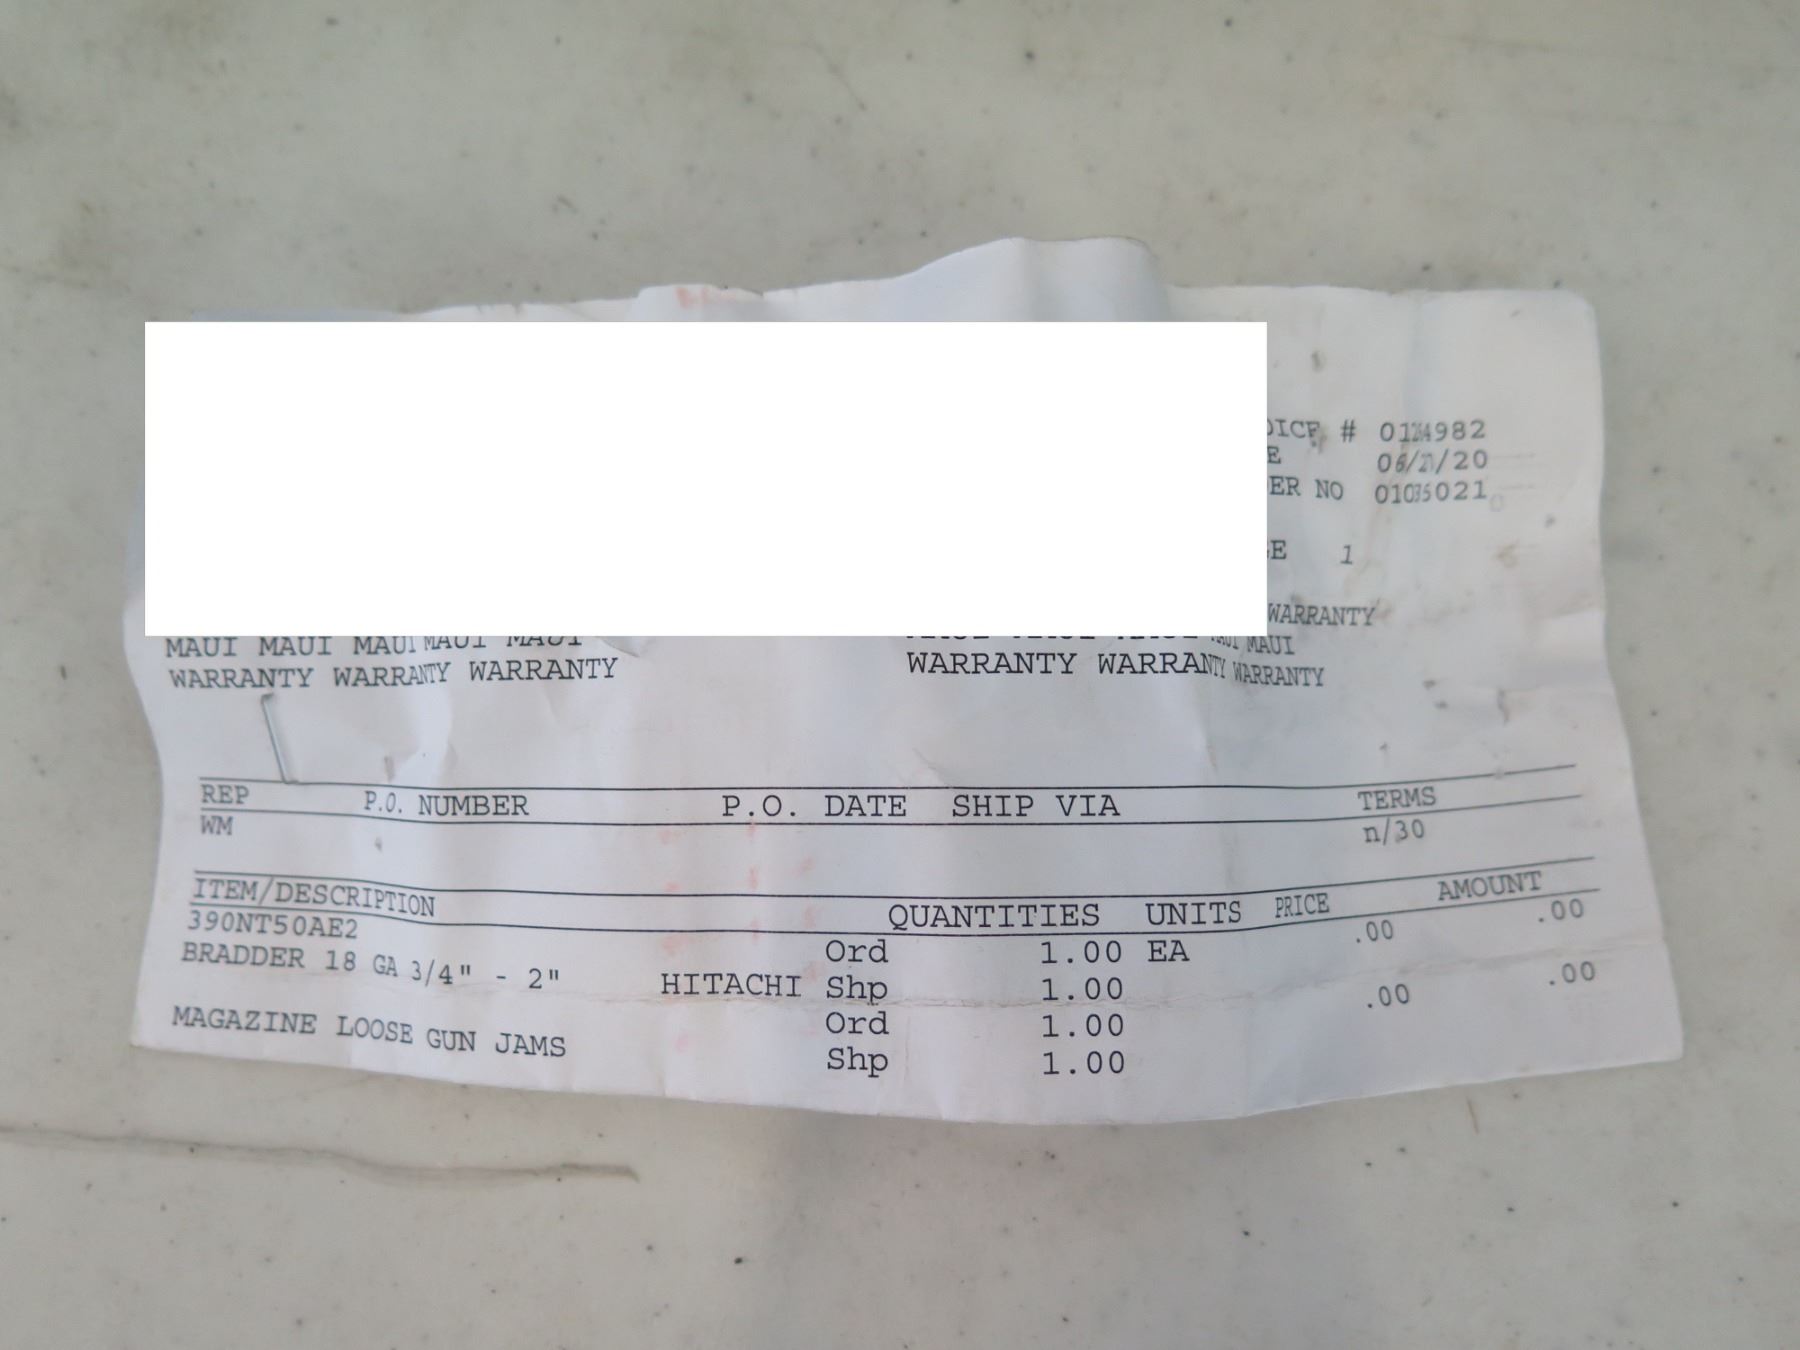 # 01264982
06/21/20
ER NO 01035021
E 1
WARRANTY
MAUI MAUI MAUI MAUI MAUI
MAUI MAUI
WARRANTY WARRANTY WARRANTY
WARRANTY WARRANTY WARRANTY
REP P.O. NUMBER P.O. DATE SHIP VIA TERMS
WM n/30
ITEM/DESCRIPTION QUANTITIES UNITS PRICE AMOUNT
390NT50AE2 Ord 1.00 EA .00 .00
BRADDER 18 GA 3/4" - 2" HITACHI Shp 1.00
Ord 1.00 .00 .00
MAGAZINE LOOSE GUN JAMS Shp 1.00